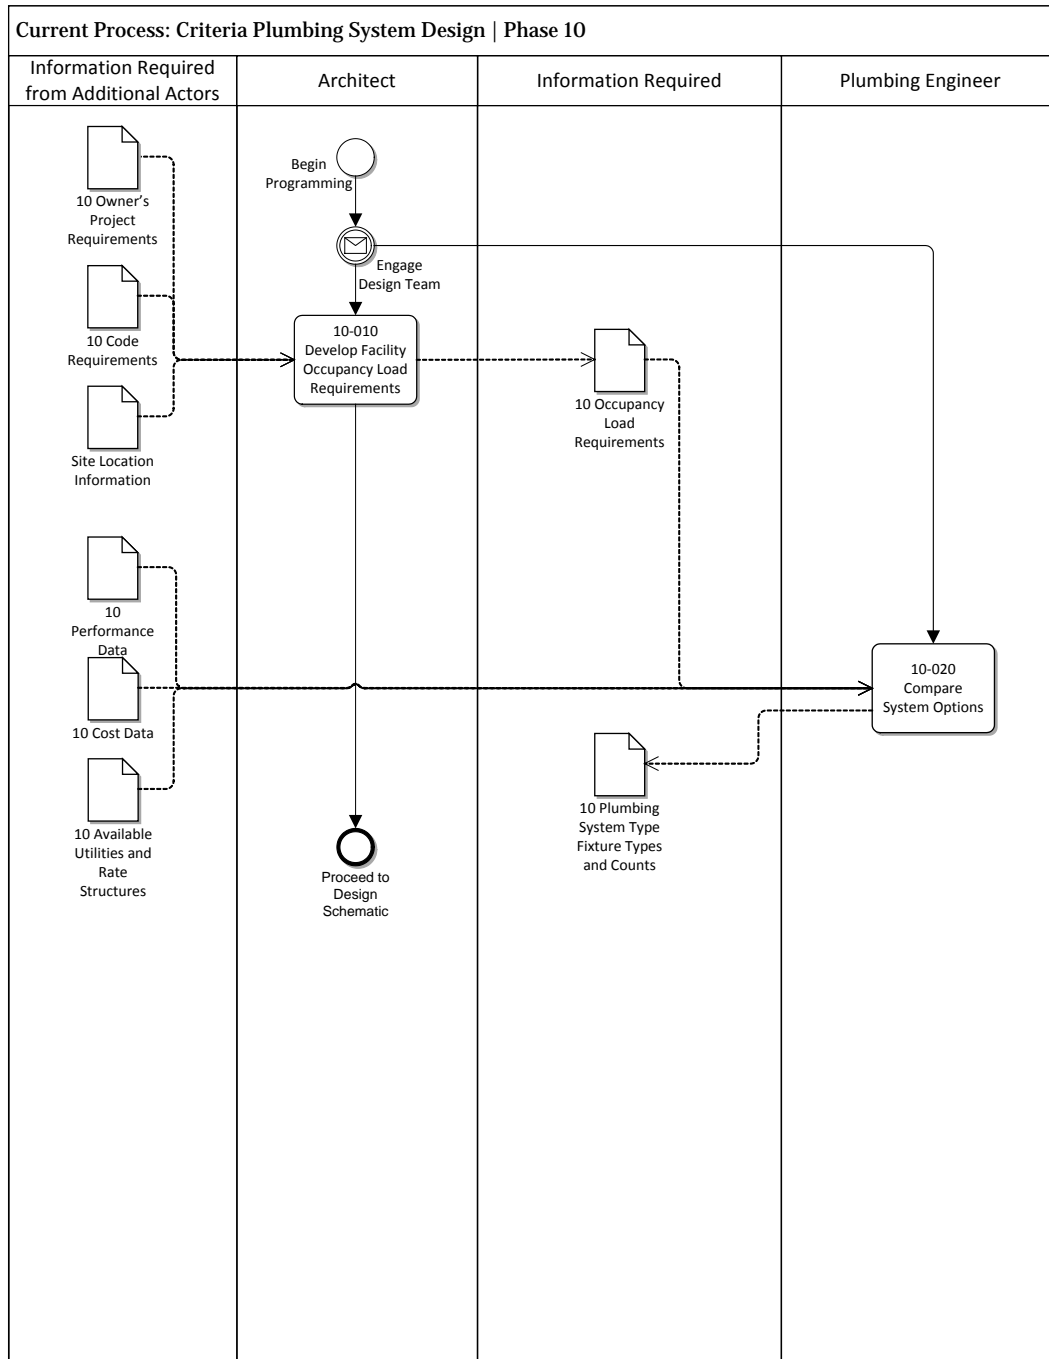 Current Process: Criteria Plumbing System Design | Phase 10
Information Required
from Additional Actors
Architect
Information Required
Plumbing Engineer
10 Owner's
Project
Requirements
10 Code
Requirements
Site Location
Information
10
Performance
Data
10 Cost Data
10 Available
Utilities and
Rate
Structures
Begin
Programming
Engage
Design Team
10-010
Develop Facility
Occupancy Load
Requirements
Proceed to
Design
Schematic
10 Occupancy
Load
Requirements
10 Plumbing
System Type
Fixture Types
and Counts
10-020
Compare
System Options